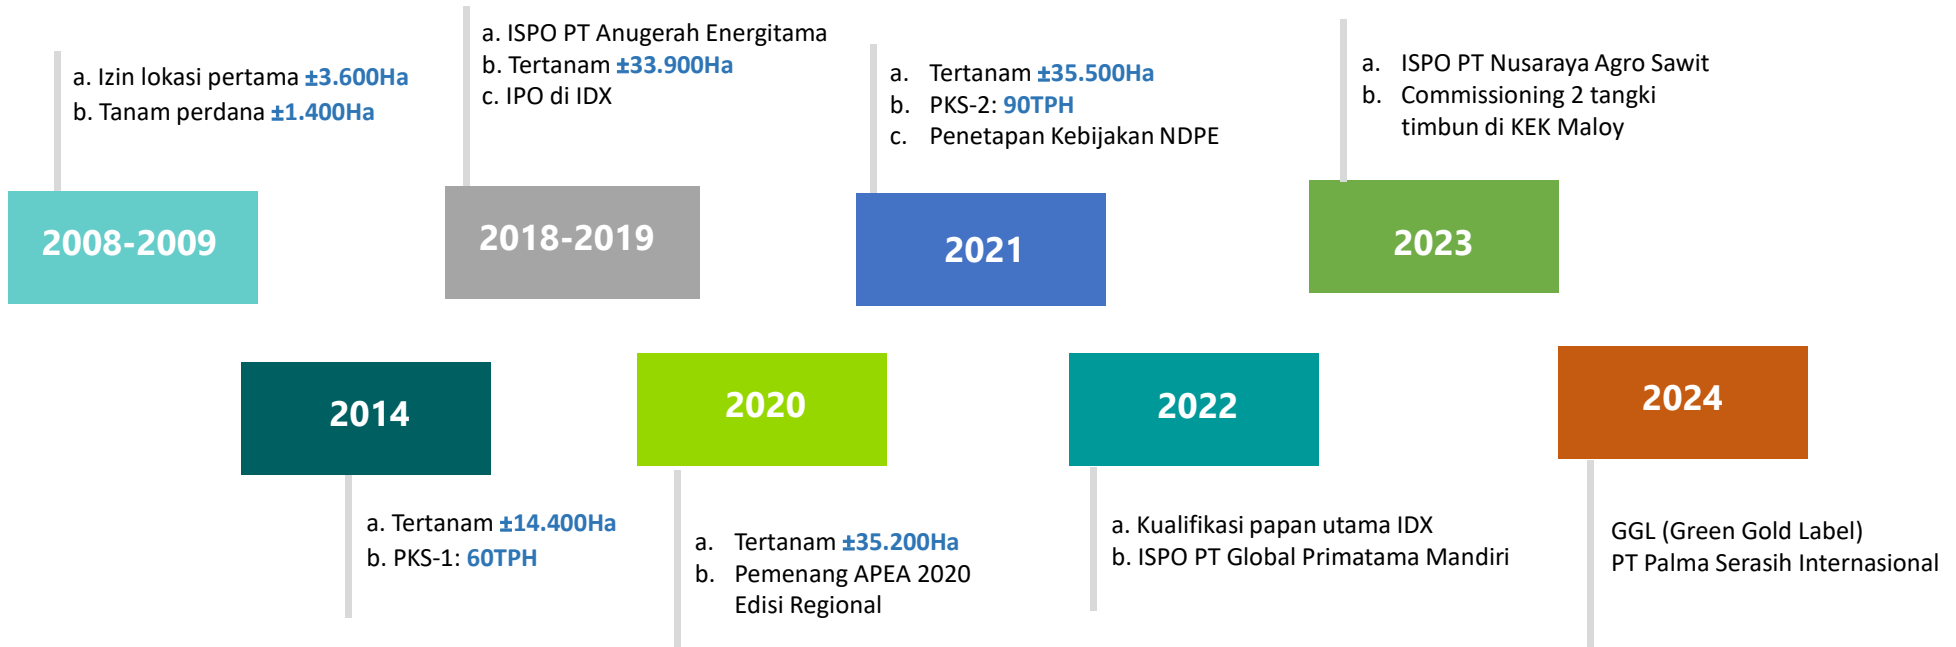 2008-2009
a. Izin lokasi pertama ±3.600Ha
b. Tanam perdana ±1.400Ha
2014
a. Tertanam ±14.400Ha
b. PKS-1: 60TPH
2018-2019
a. ISPO PT Anugerah Energitama
b. Tertanam ±33.900Ha
c. IPO di IDX
2020
a. Tertanam ±35.200Ha
b. Pemenang APEA 2020
Edisi Regional
2021
a. Tertanam ±35.500Ha
b. PKS-2: 90TPH
c. Penetapan Kebijakan NDPE
2022
a. Kualifikasi papan utama IDX
b. ISPO PT Global Primatama Mandiri
2023
a. ISPO PT Nusaraya Agro Sawit
b. Commissioning 2 tangki
timbun di KEK Maloy
2024
GGL (Green Gold Label)
PT Palma Serasih Internasional